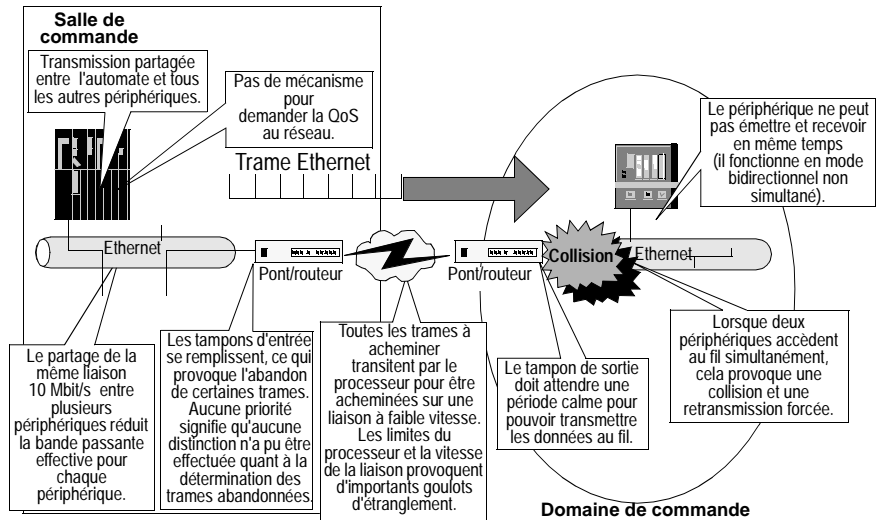 Salle de
commande
Transmission partagée
entre l'automate et tous
les autres périphériques.
Pas de mécanisme
pour
demander la QoS
au réseau.
Trame Ethernet
Le périphérique ne peut
pas émettre et recevoir
en même temps
(il fonctionne en mode
bidirectionnel non
simultané).
Ethernet
Pont/routeur
Pont/routeur
Collision
Ethernet
Le partage de la
même liaison
10 Mbit/s entre
plusieurs
périphériques réduit
la bande passante
effective pour
chaque
périphérique.
Les tampons d'entrée
se remplissent, ce qui
provoque l'abandon
de certaines trames.
Aucune priorité
signifie qu'aucune
distinction n'a pu être
effectuée quant à la
détermination des
trames abandonnées.
Toutes les trames à
acheminer
transitent par le
processeur pour être
acheminées sur une
liaison à faible vitesse.
Les limites du
processeur et la vitesse
de la liaison provoquent
d'importants goulots
d'étranglement.
Le tampon de sortie
doit attendre une
période calme pour
pouvoir transmettre
les données au fil.
Lorsque deux
périphériques accèdent
au fil simultanément,
cela provoque une
collision et une
retransmission forcée.
Domaine de commande